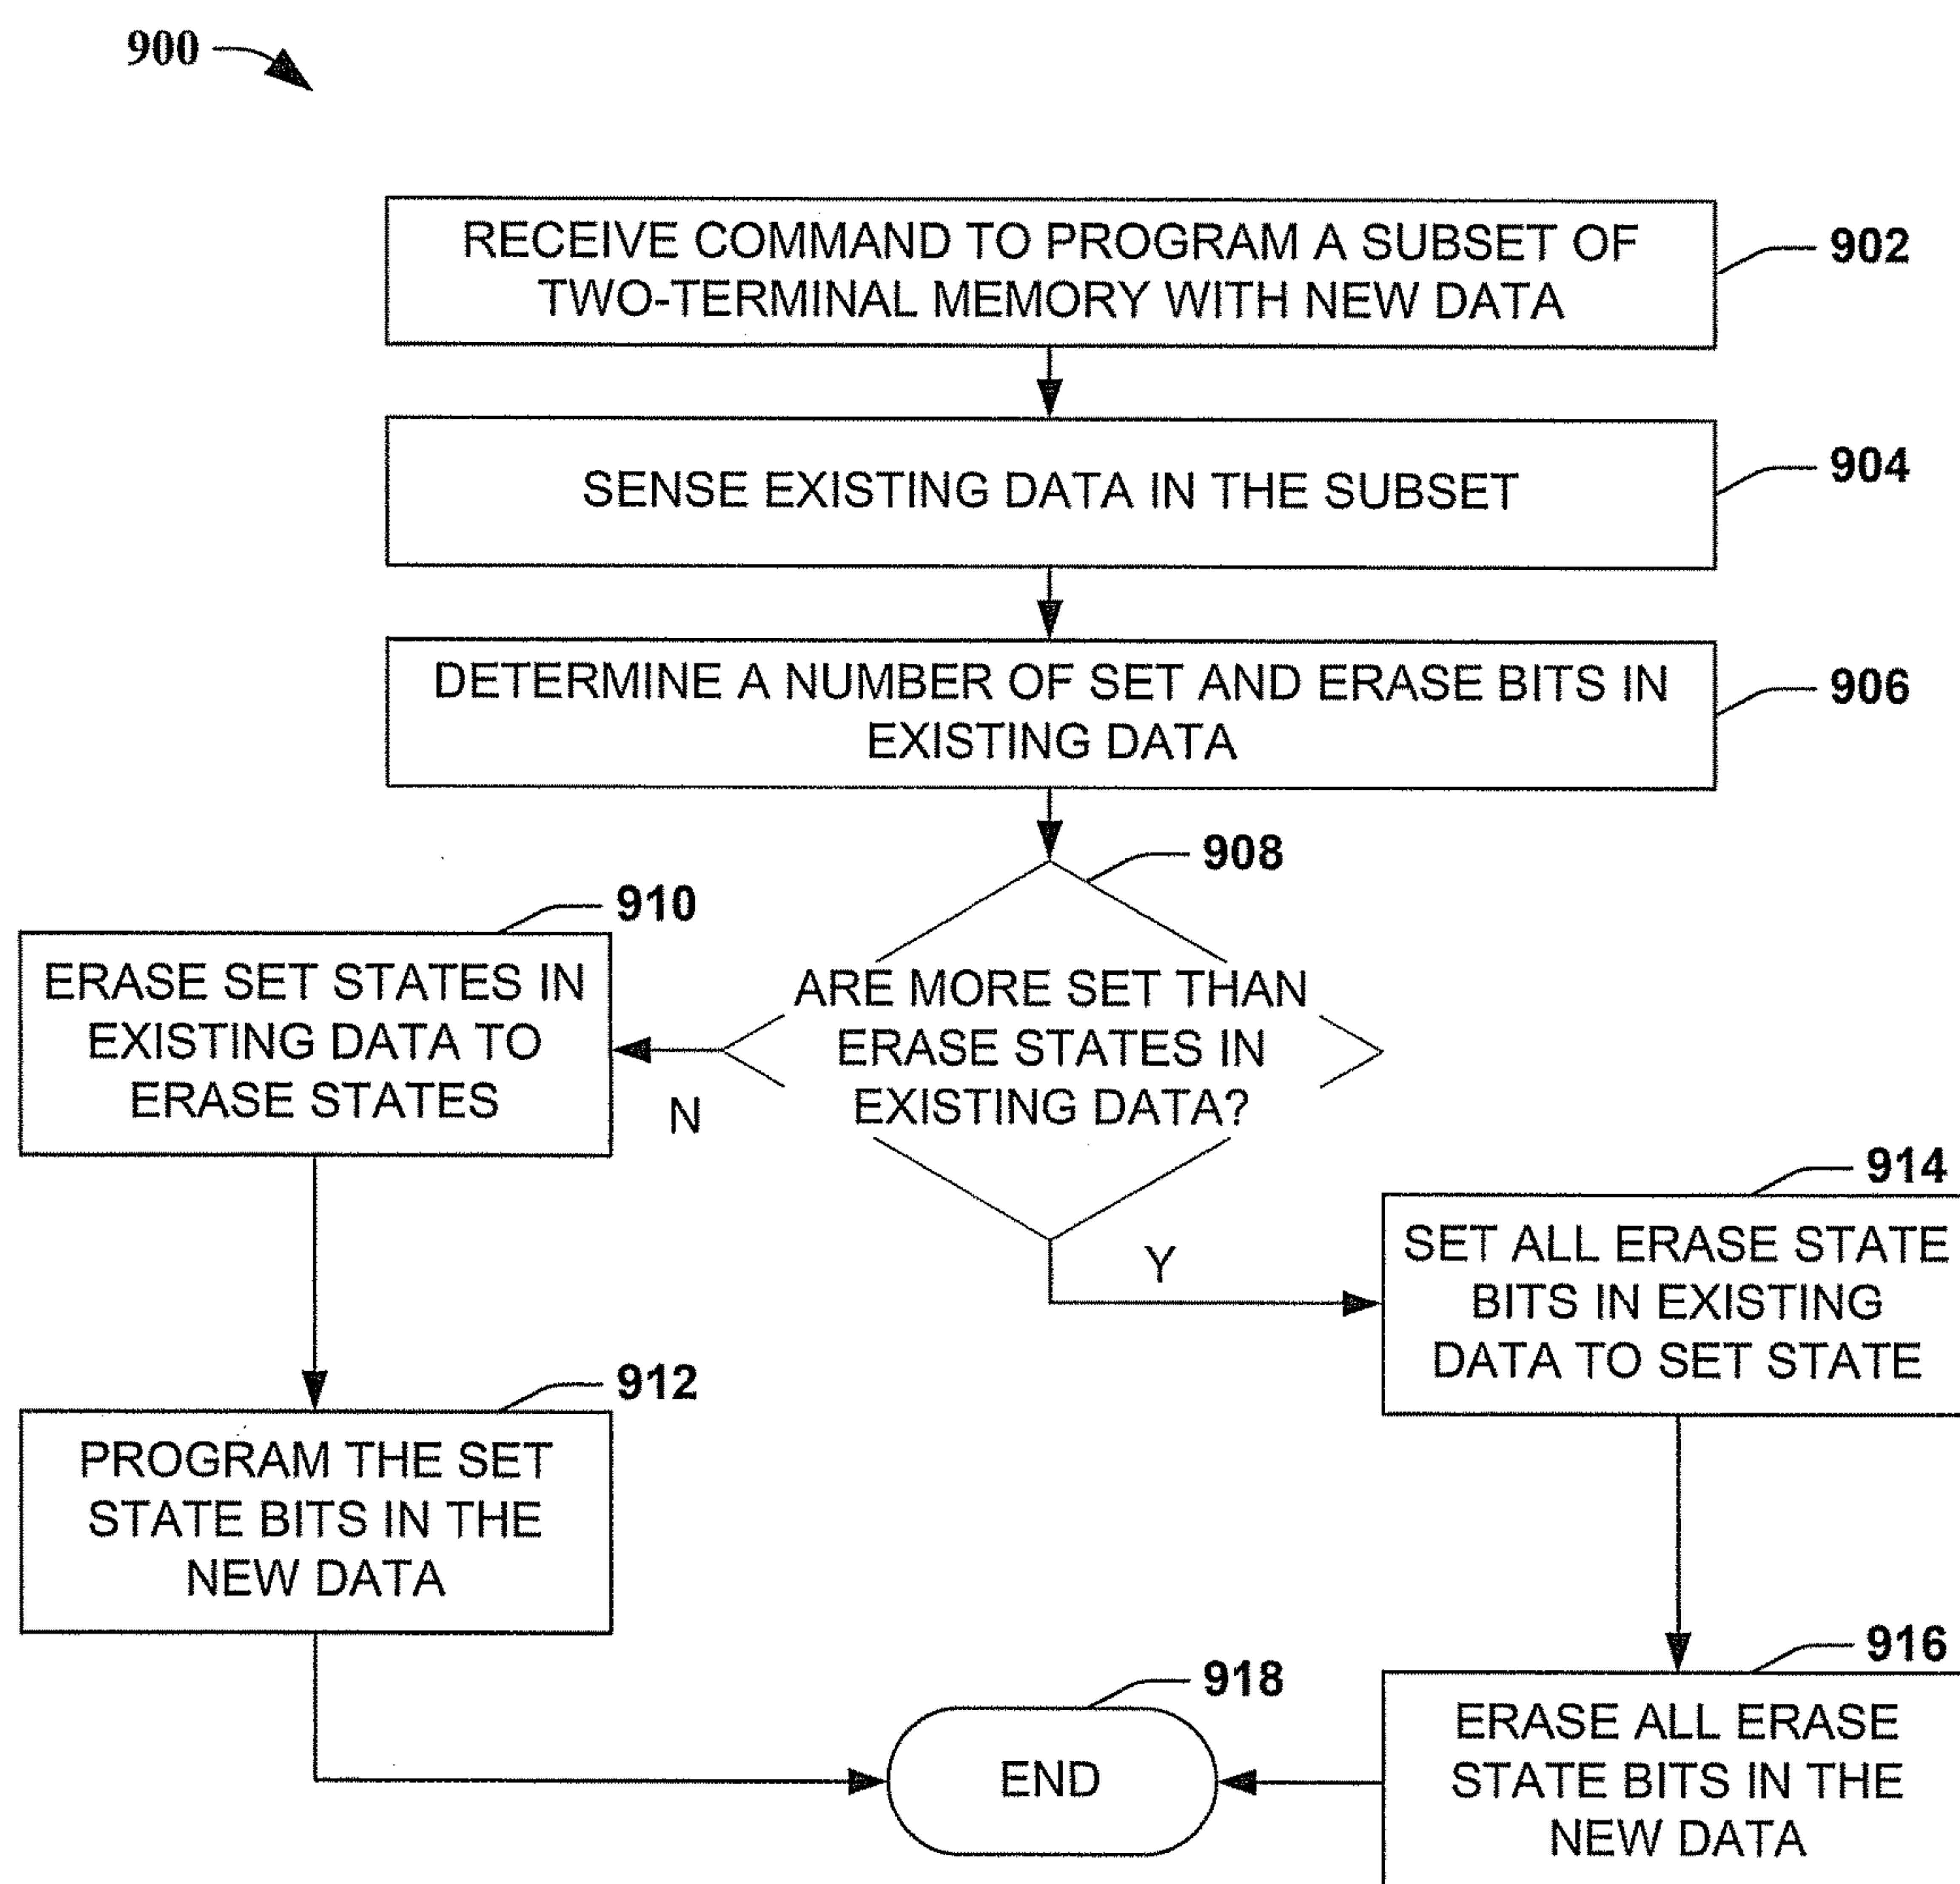 900
RECEIVE COMMAND TO PROGRAM A SUBSET OF
TWO-TERMINAL MEMORY WITH NEW DATA
902
SENSE EXISTING DATA IN THE SUBSET
904
DETERMINE A NUMBER OF SET AND ERASE BITS IN
EXISTING DATA
906
908
ARE MORE SET THAN
ERASE STATES IN
EXISTING DATA?
N
Y
910
ERASE SET STATES IN
EXISTING DATA TO
ERASE STATES
912
PROGRAM THE SET
STATE BITS IN THE
NEW DATA
914
SET ALL ERASE STATE
BITS IN EXISTING
DATA TO SET STATE
916
ERASE ALL ERASE
STATE BITS IN THE
NEW DATA
918
END